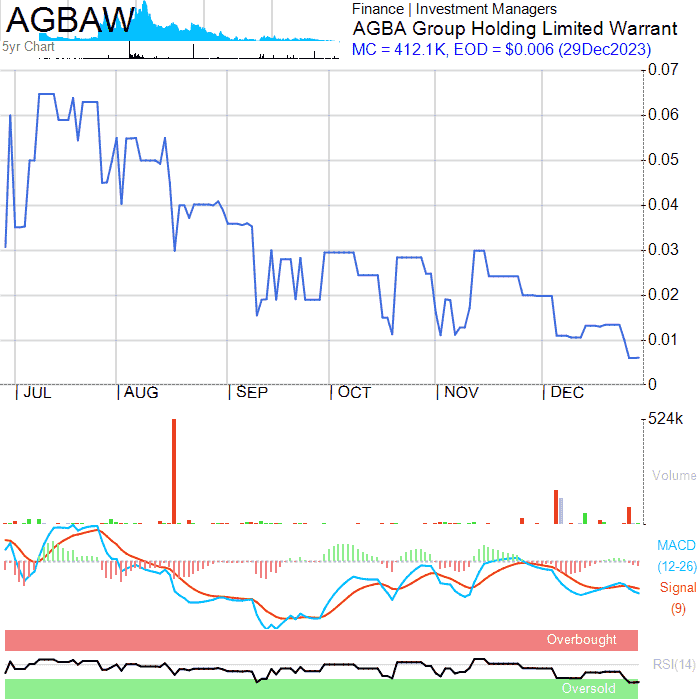 AGBAW
5yr Chart
Finance | Investment Managers
AGBA Group Holding Limited Warrant
MC = 412.1K, EOD = $0.006 (29Dec2023)
0.07
0.06
0.05
0.04
0.03
0.02
0.01
0
JUL AUG SEP OCT NOV DEC
524k
Volume
MACD
(12-26)
Signal
(9)
Overbought
RSI(14)
Oversold